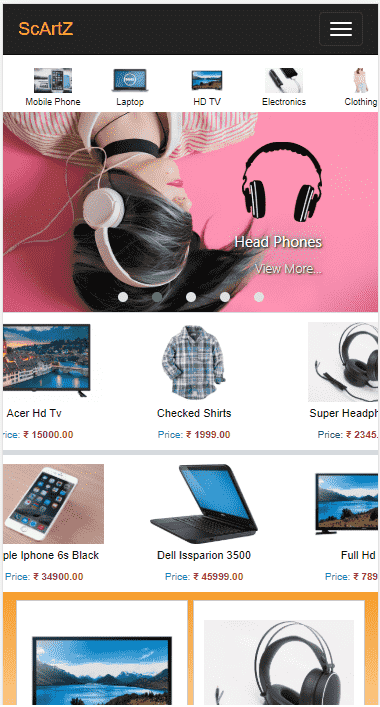 ScArtZ
Mobile Phone Laptop HD TV Electronics Clothing
Head Phones
View More...
Acer Hd Tv Checked Shirts Super Headph
rice: ₹ 15000.00 Price: ₹ 1999.00 Price: ₹ 2345.
ple Iphone 6s Black Dell Issparion 3500 Full Hd
Price: ₹ 34900.00 Price: ₹ 45999.00 Price: ₹ 789